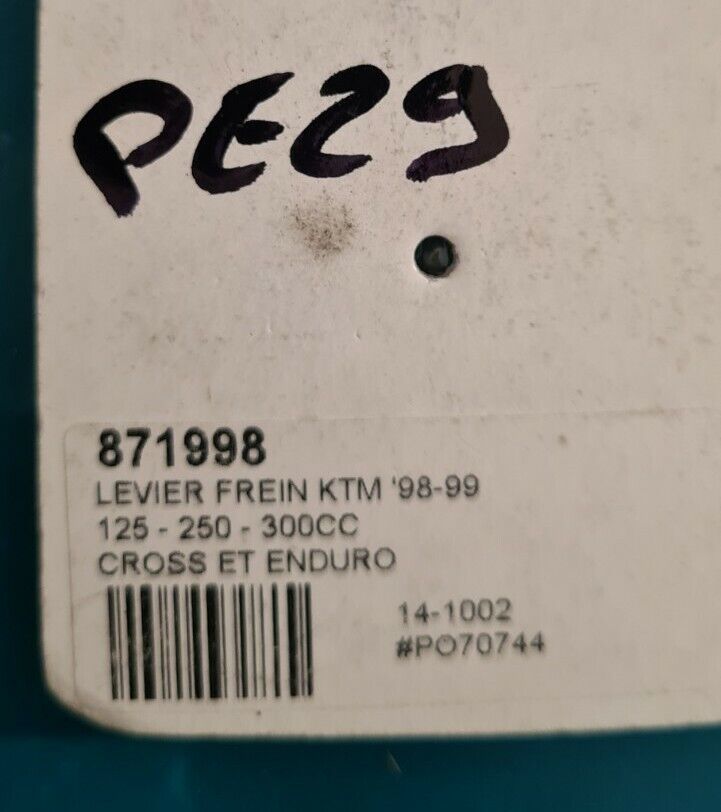 PE29
871998
LEVIER FREIN KTM '98-99
125 - 250 - 300CC
CROSS ET ENDURO
14-1002
#PO70744